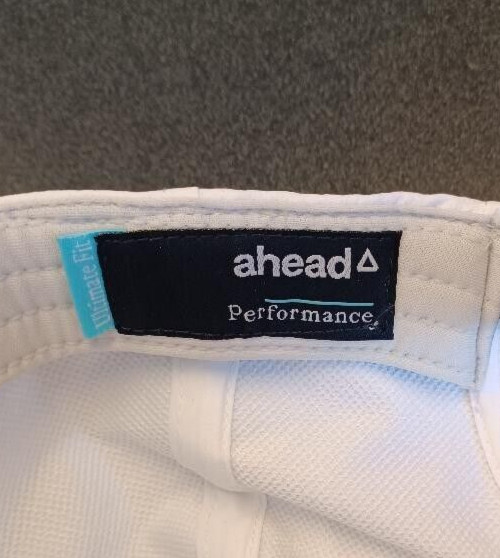 Ultimate Fit
ahead
Performance